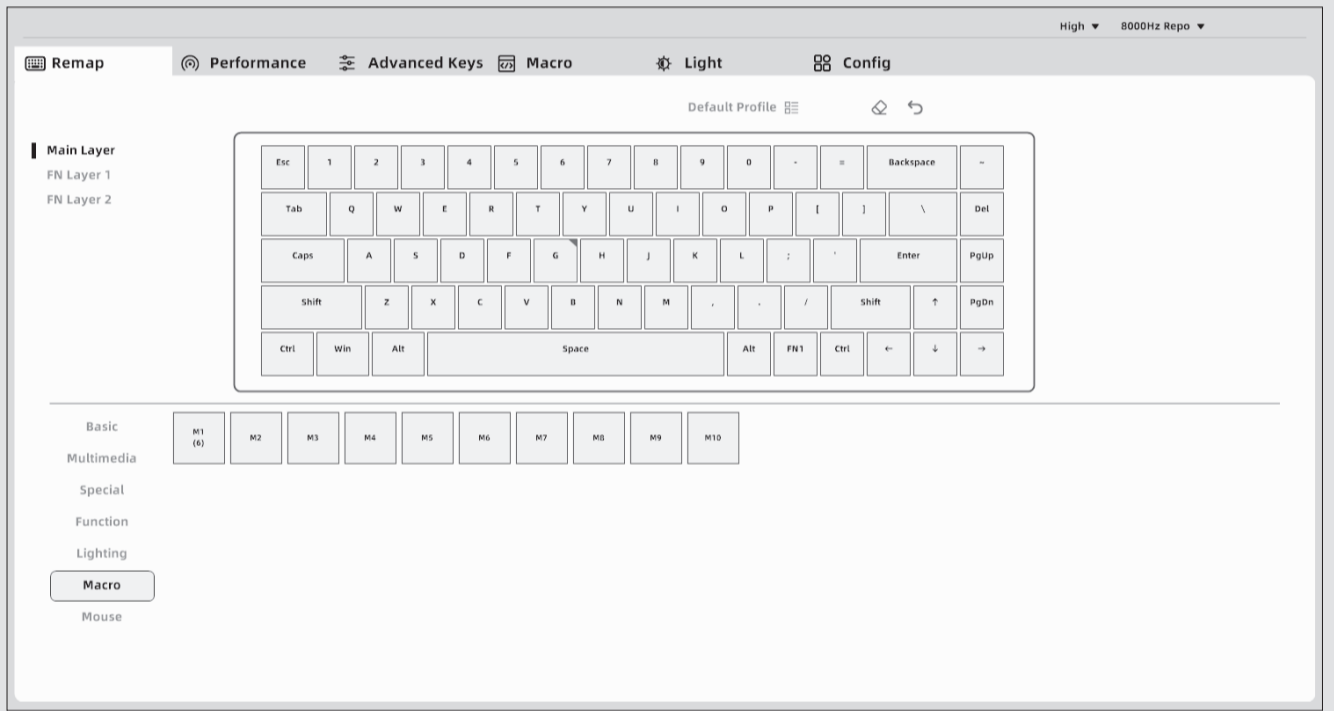 High ▼ 8000Hz Repo ▼
Remap Performance Advanced Keys Macro Light Config
Default Profile
Main Layer
FN Layer 1
FN Layer 2
Esc 1 2 3 4 5 6 7 8 9 0 - = Backspace ~
Tab Q W E R T Y U I O P [ ] \ Del
Caps A S D F G H J K L ; ' Enter PgUp
Shift Z X C V B N M , . / Shift ↑ PgDn
Ctrl Win Alt Space Alt FN1 Ctrl ← ↓ →
Basic
Multimedia
Special
Function
Lighting
Macro
Mouse
M1
(6)
M2 M3 M4 M5 M6 M7 M8 M9 M10